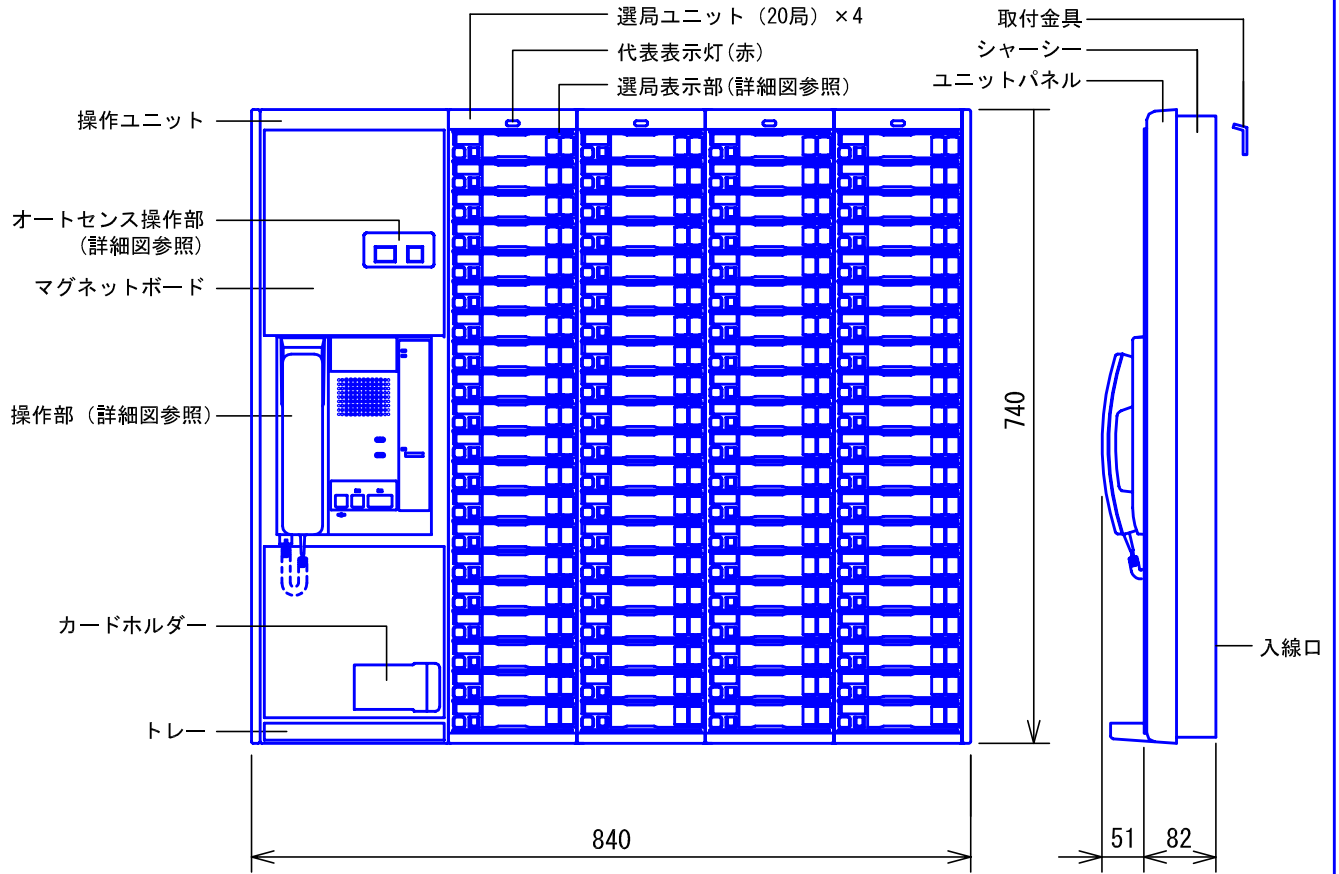 選局ユニット（20局）×4
代表表示灯(赤)
選局表示部(詳細図参照)
取付金具
シャーシー
ユニットパネル
操作ユニット
オートセンス操作部
(詳細図参照)
マグネットボード
操作部（詳細図参照)
カードホルダー
トレー
入線口
740
840
51
82